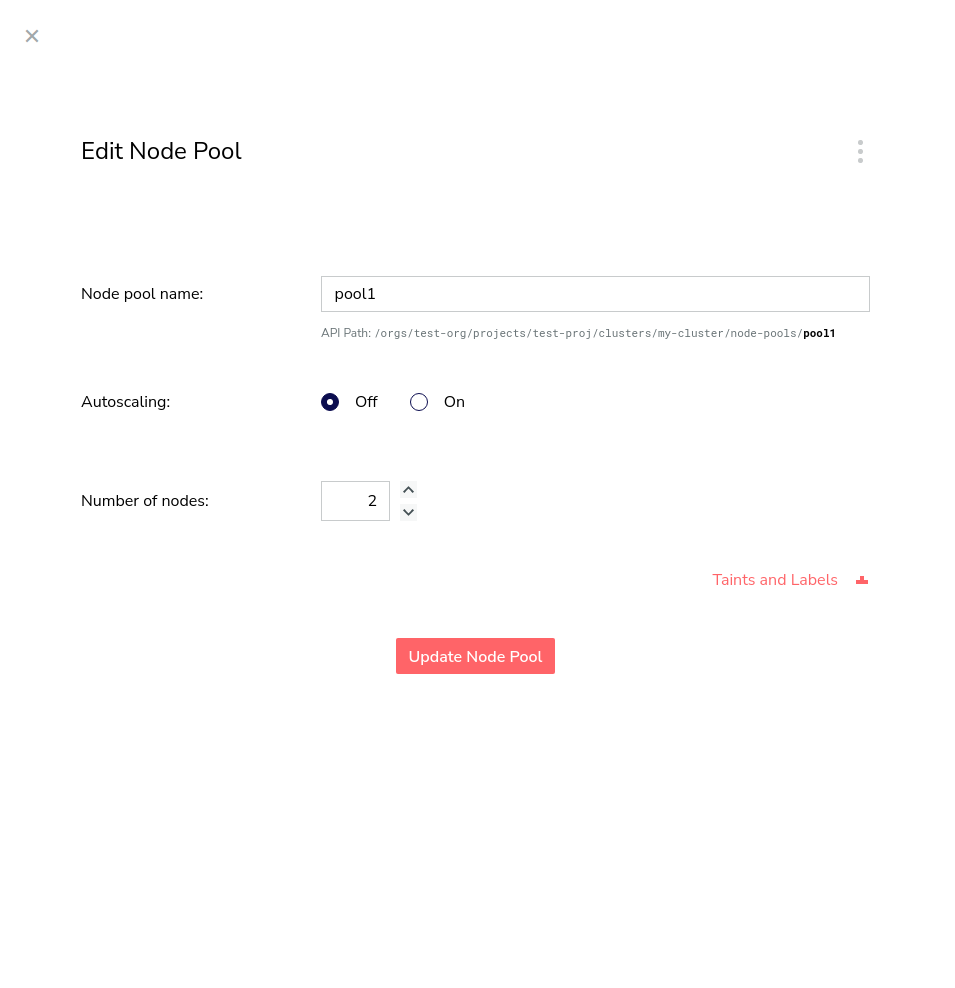 Edit Node Pool
Node pool name:
pool1
API Path: /orgs/test-org/projects/test-proj/clusters/my-cluster/node-pools/pool1
Autoscaling:
Off
On
Number of nodes:
2
Taints and Labels
Update Node Pool